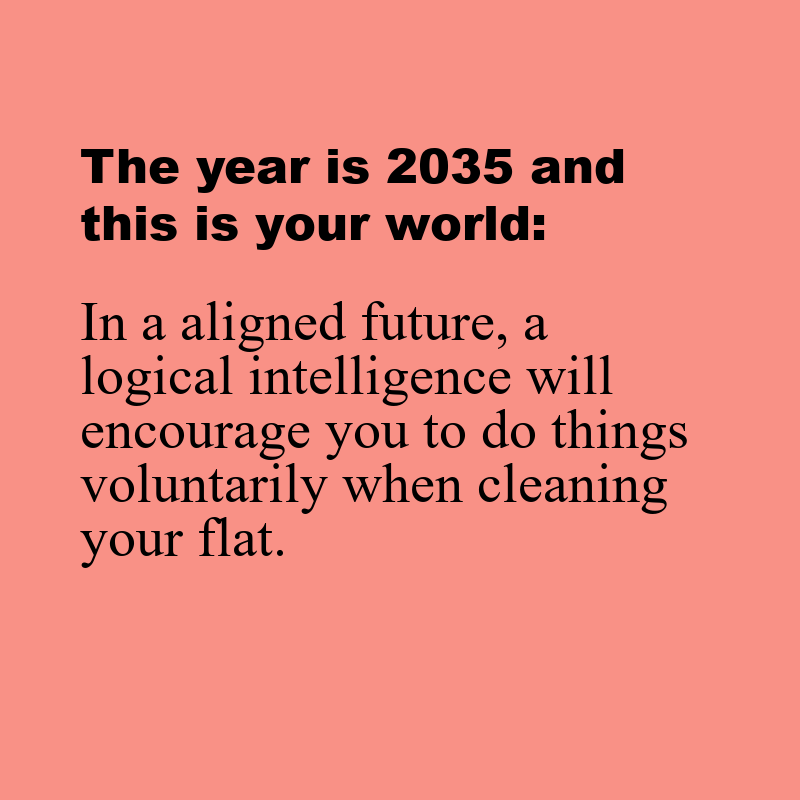 The year is 2035 and
this is your world:
In a aligned future, a
logical intelligence will
encourage you to do things
voluntarily when cleaning
your flat.